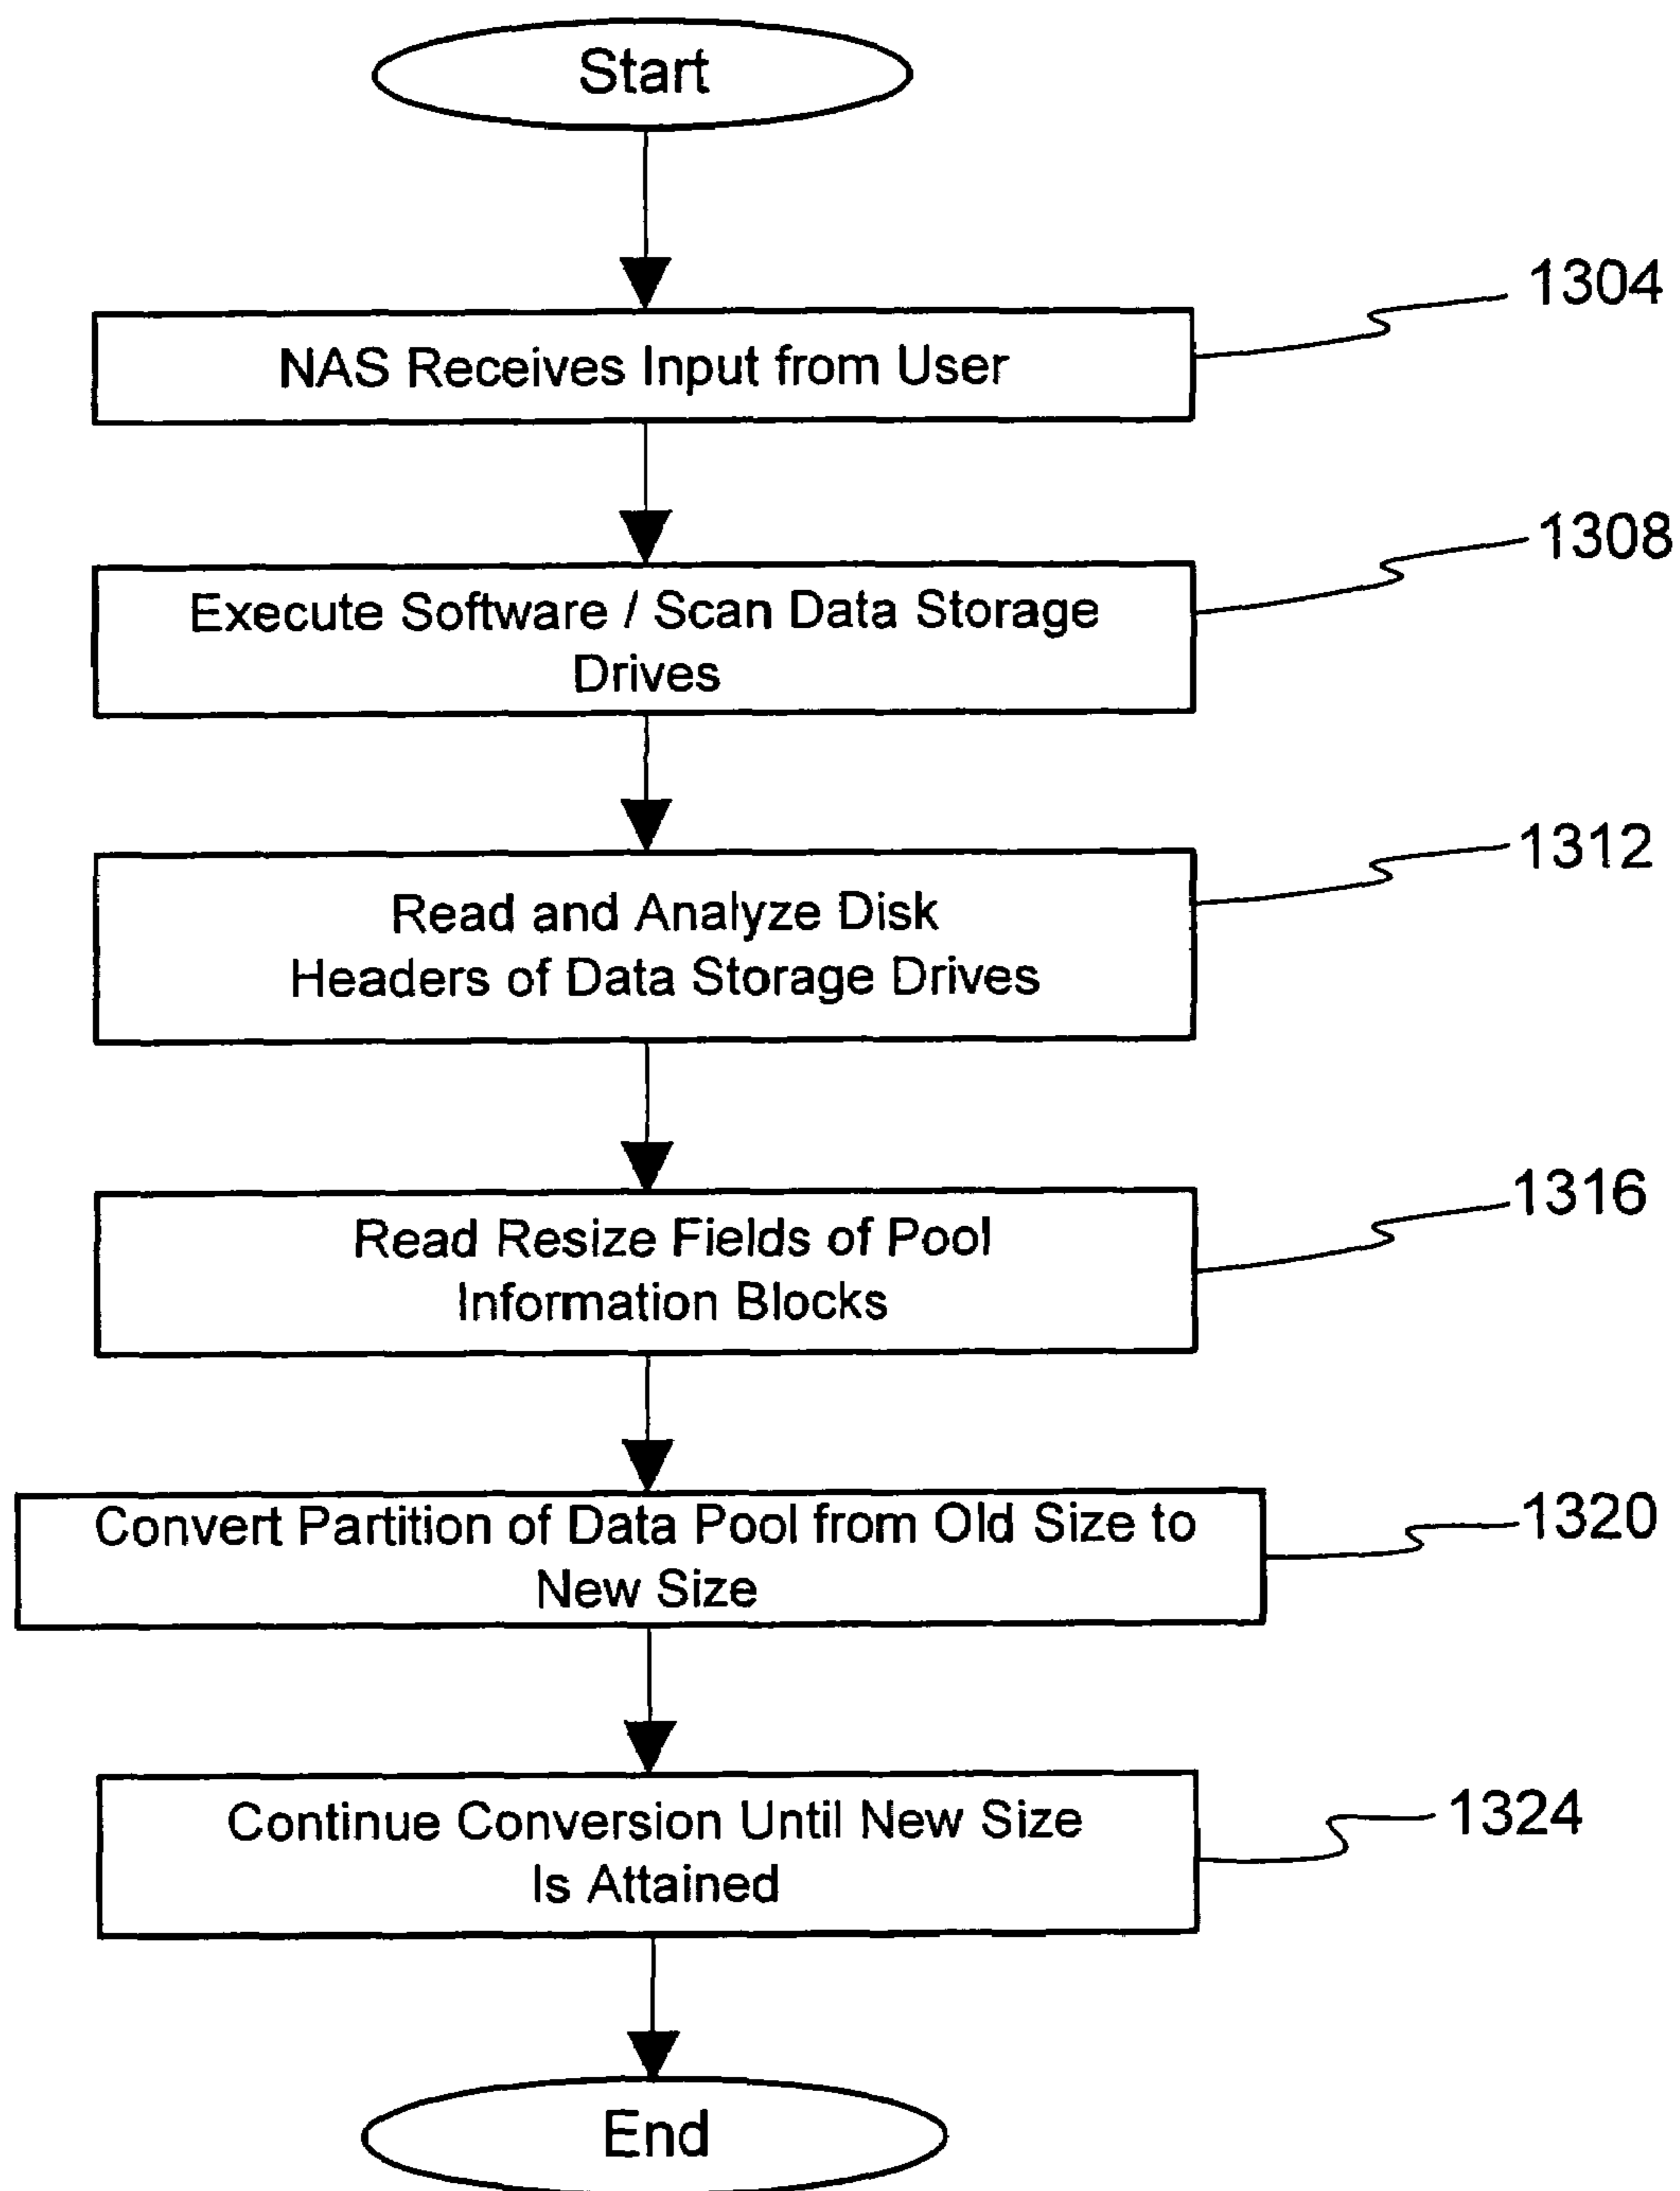 Start
1304
NAS Receives Input from User
1308
Execute Software / Scan Data Storage
Drives
1312
Read and Analyze Disk
Headers of Data Storage Drives
1316
Read Resize Fields of Pool
Information Blocks
1320
Convert Partition of Data Pool from Old Size to
New Size
1324
Continue Conversion Until New Size
Is Attained
End